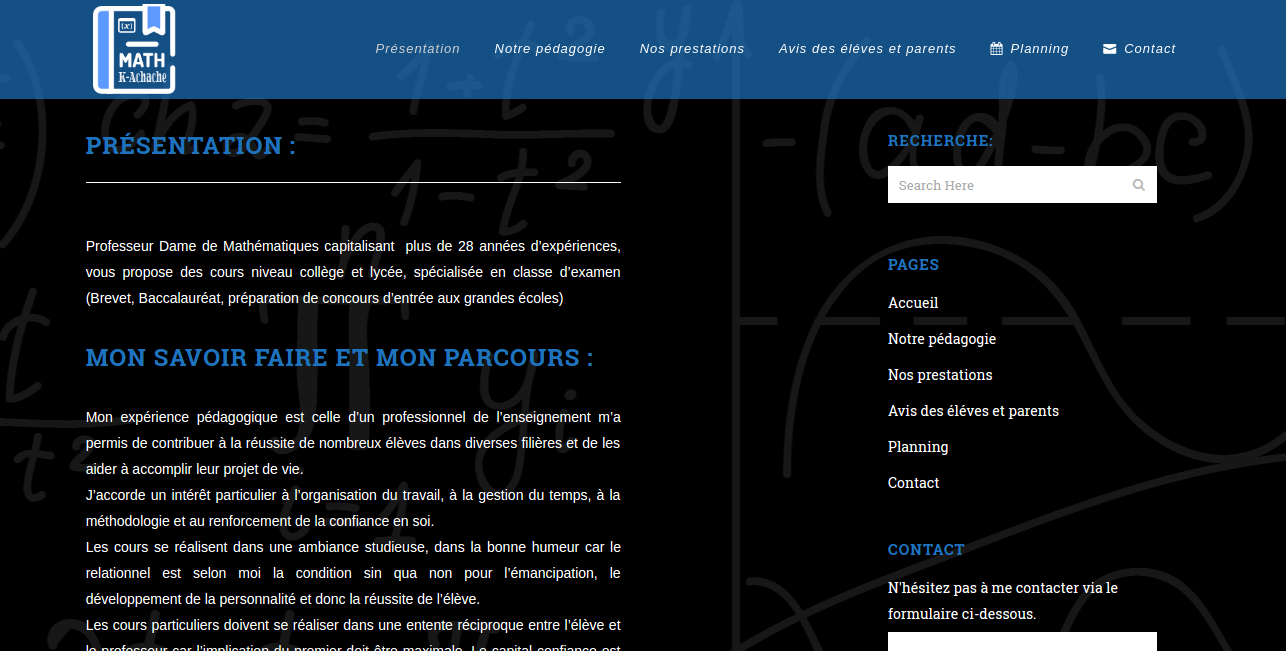 MATH
K-Achache
Présentation
Notre pédagogie
Nos prestations
Avis des éléves et parents
Planning
Contact
PRÉSENTATION :
Professeur Dame de Mathématiques capitalisant plus de 28 années d’expériences,
vous propose des cours niveau collège et lycée, spécialisée en classe d’examen
(Brevet, Baccalauréat, préparation de concours d’entrée aux grandes écoles)
MON SAVOIR FAIRE ET MON PARCOURS :
Mon expérience pédagogique est celle d’un professionnel de l’enseignement m’a
permis de contribuer à la réussite de nombreux élèves dans diverses filières et de les
aider à accomplir leur projet de vie.
J’accorde un intérêt particulier à l’organisation du travail, à la gestion du temps, à la
méthodologie et au renforcement de la confiance en soi.
Les cours se réalisent dans une ambiance studieuse, dans la bonne humeur car le
relationnel est selon moi la condition sin qua non pour l’émancipation, le
développement de la personnalité et donc la réussite de l’élève.
Les cours particuliers doivent se réaliser dans une entente réciproque entre l’élève et
le professeur car l’implication du premier doit être maximale. Le capital confiance est
RECHERCHE:
Search Here
PAGES
Accueil
Notre pédagogie
Nos prestations
Avis des éléves et parents
Planning
Contact
CONTACT
N'hésitez pas à me contacter via le
formulaire ci-dessous.